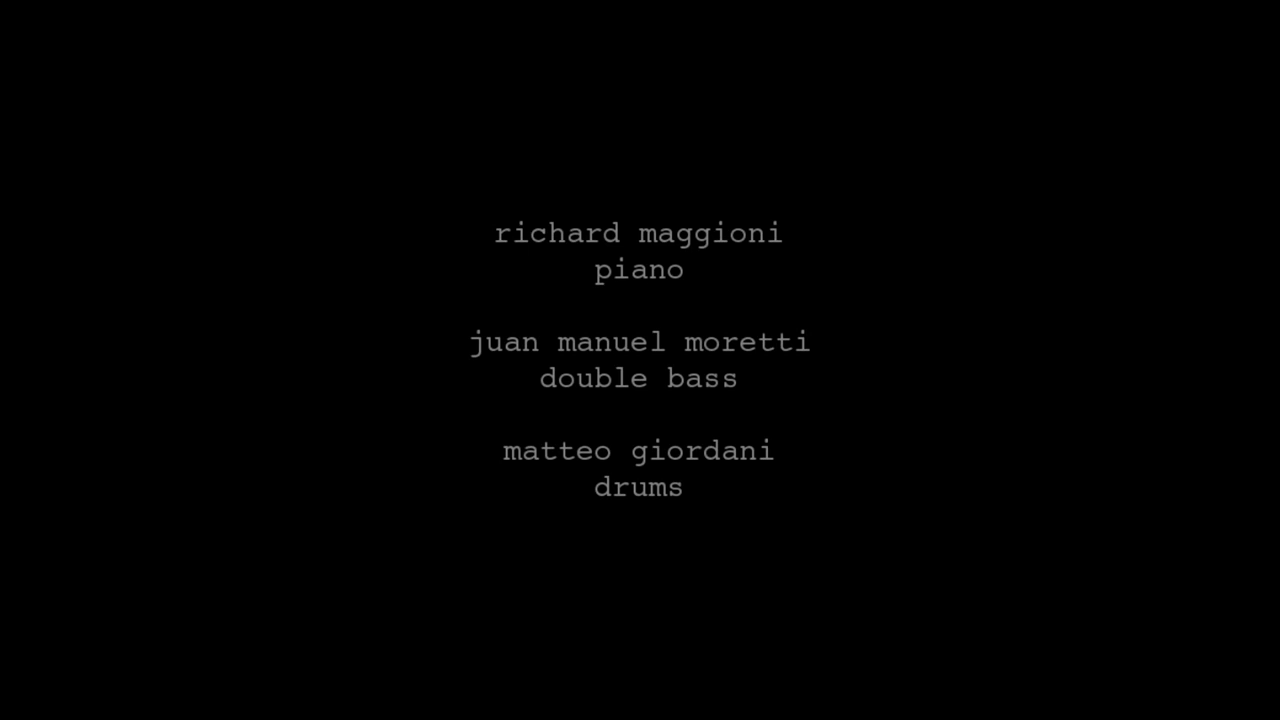 richard maggioni
piano
juan manuel moretti
double bass
matteo giordani
drums